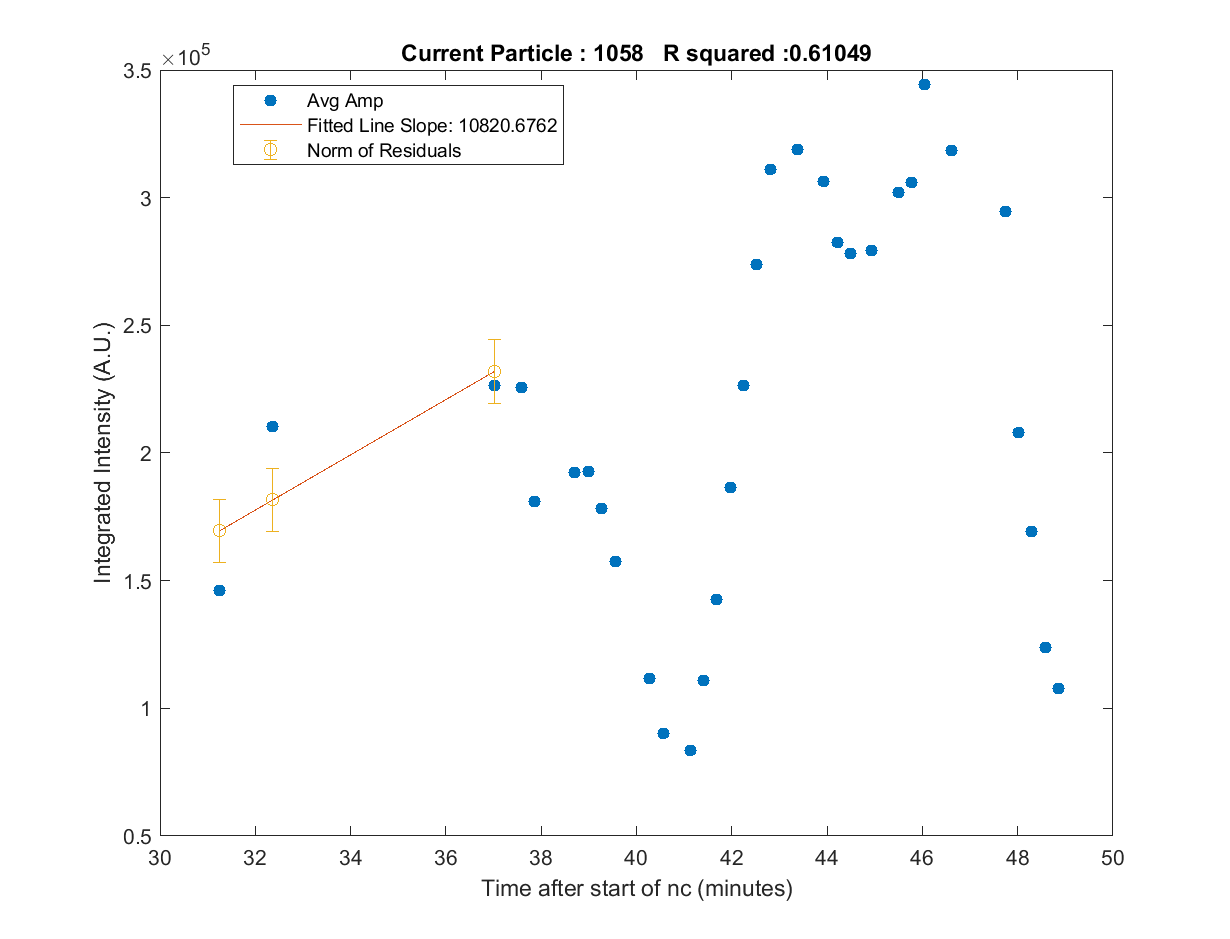 Current Particle : 1058   R squared :0.61049
×10^5
3.5
3
2.5
2
1.5
1
0.5
Avg Amp
Fitted Line Slope: 10820.6762
Norm of Residuals
Integrated Intensity (A.U.)
30 32 34 36 38 40 42 44 46 48 50
Time after start of nc (minutes)